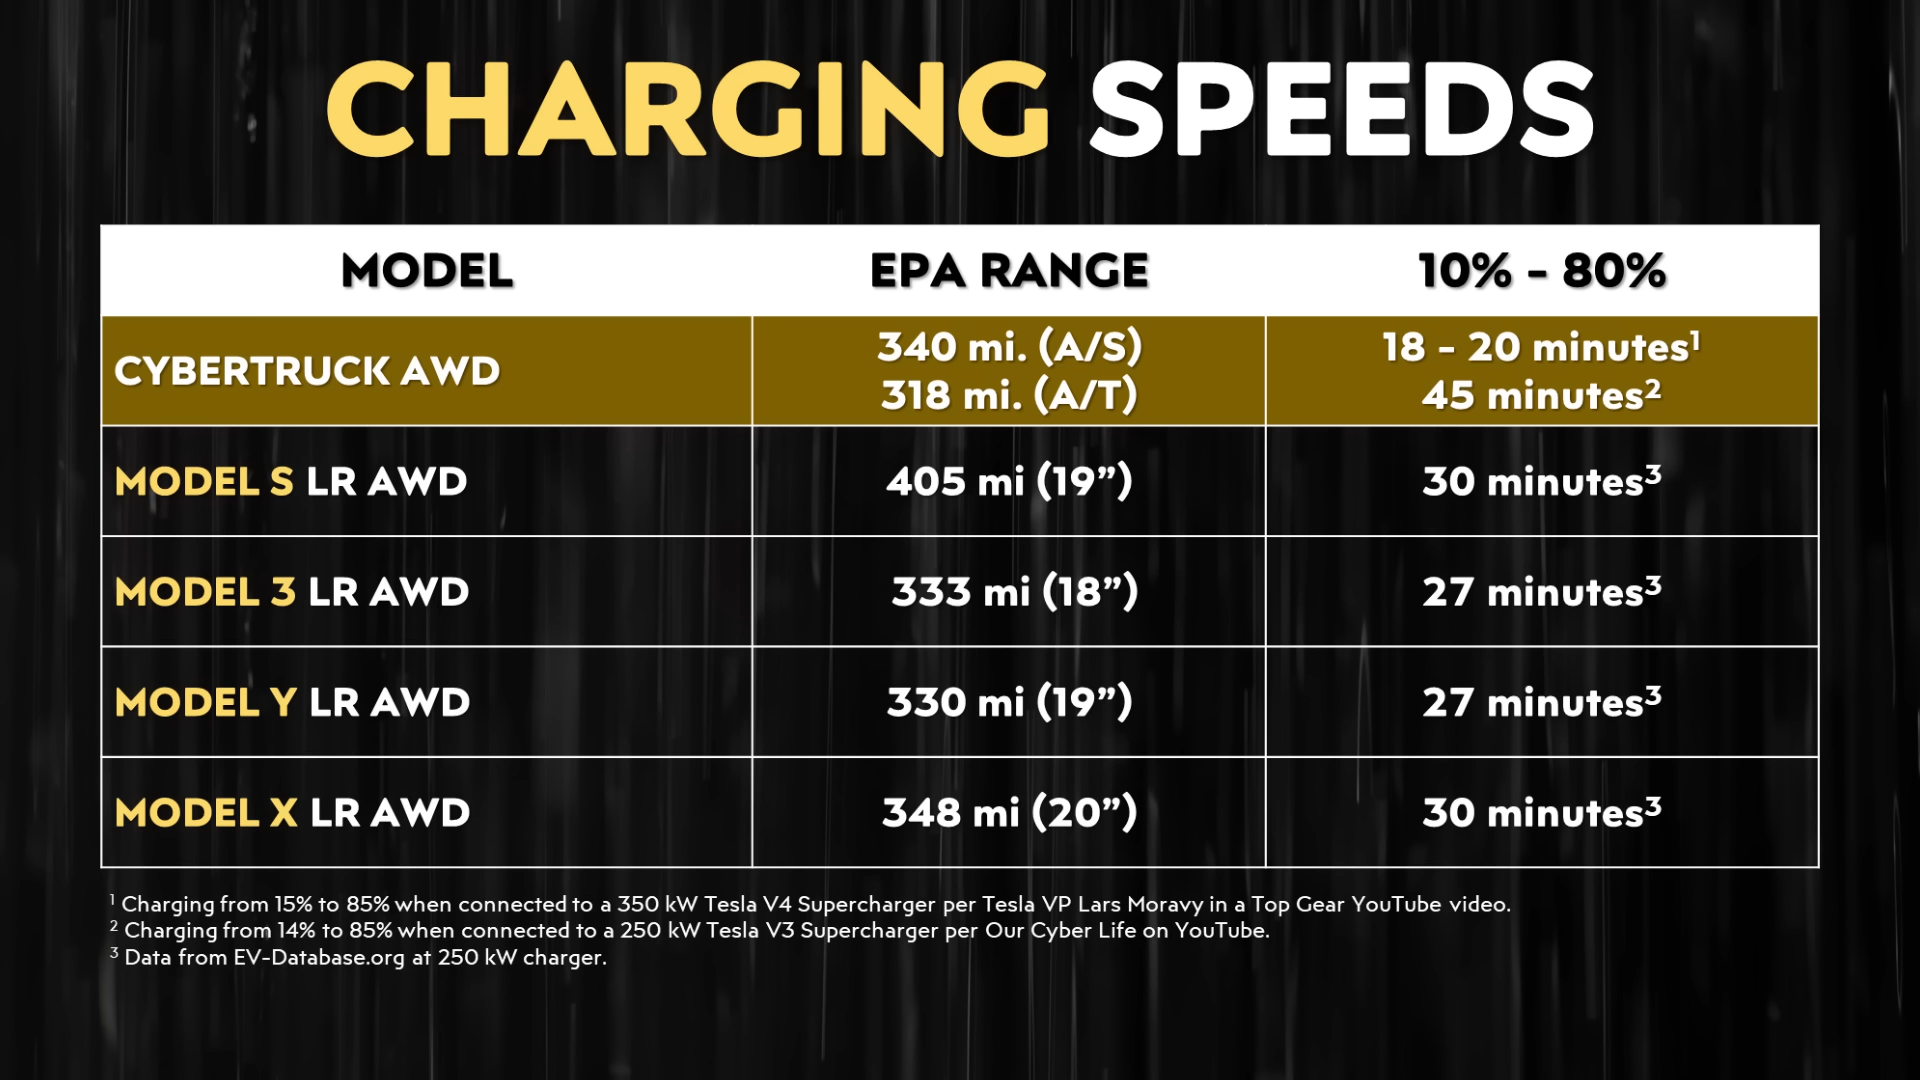 CHARGING SPEEDS
MODEL EPA RANGE 10% - 80%
CYBERTRUCK AWD
340 mi. (A/S) 18 - 20 minutes¹
318 mi. (A/T) 45 minutes²
MODEL S LR AWD 405 mi (19”) 30 minutes³
MODEL 3 LR AWD 333 mi (18”) 27 minutes³
MODEL Y LR AWD 330 mi (19”) 27 minutes³
MODEL X LR AWD 348 mi (20”) 30 minutes³
¹ Charging from 15% to 85% when connected to a 350 kW Tesla V4 Supercharger per Tesla VP Lars Moravy in a Top Gear YouTube video.
² Charging from 14% to 85% when connected to a 250 kW Tesla V3 Supercharger per Our Cyber Life on YouTube.
³ Data from EV-Database.org at 250 kW charger.